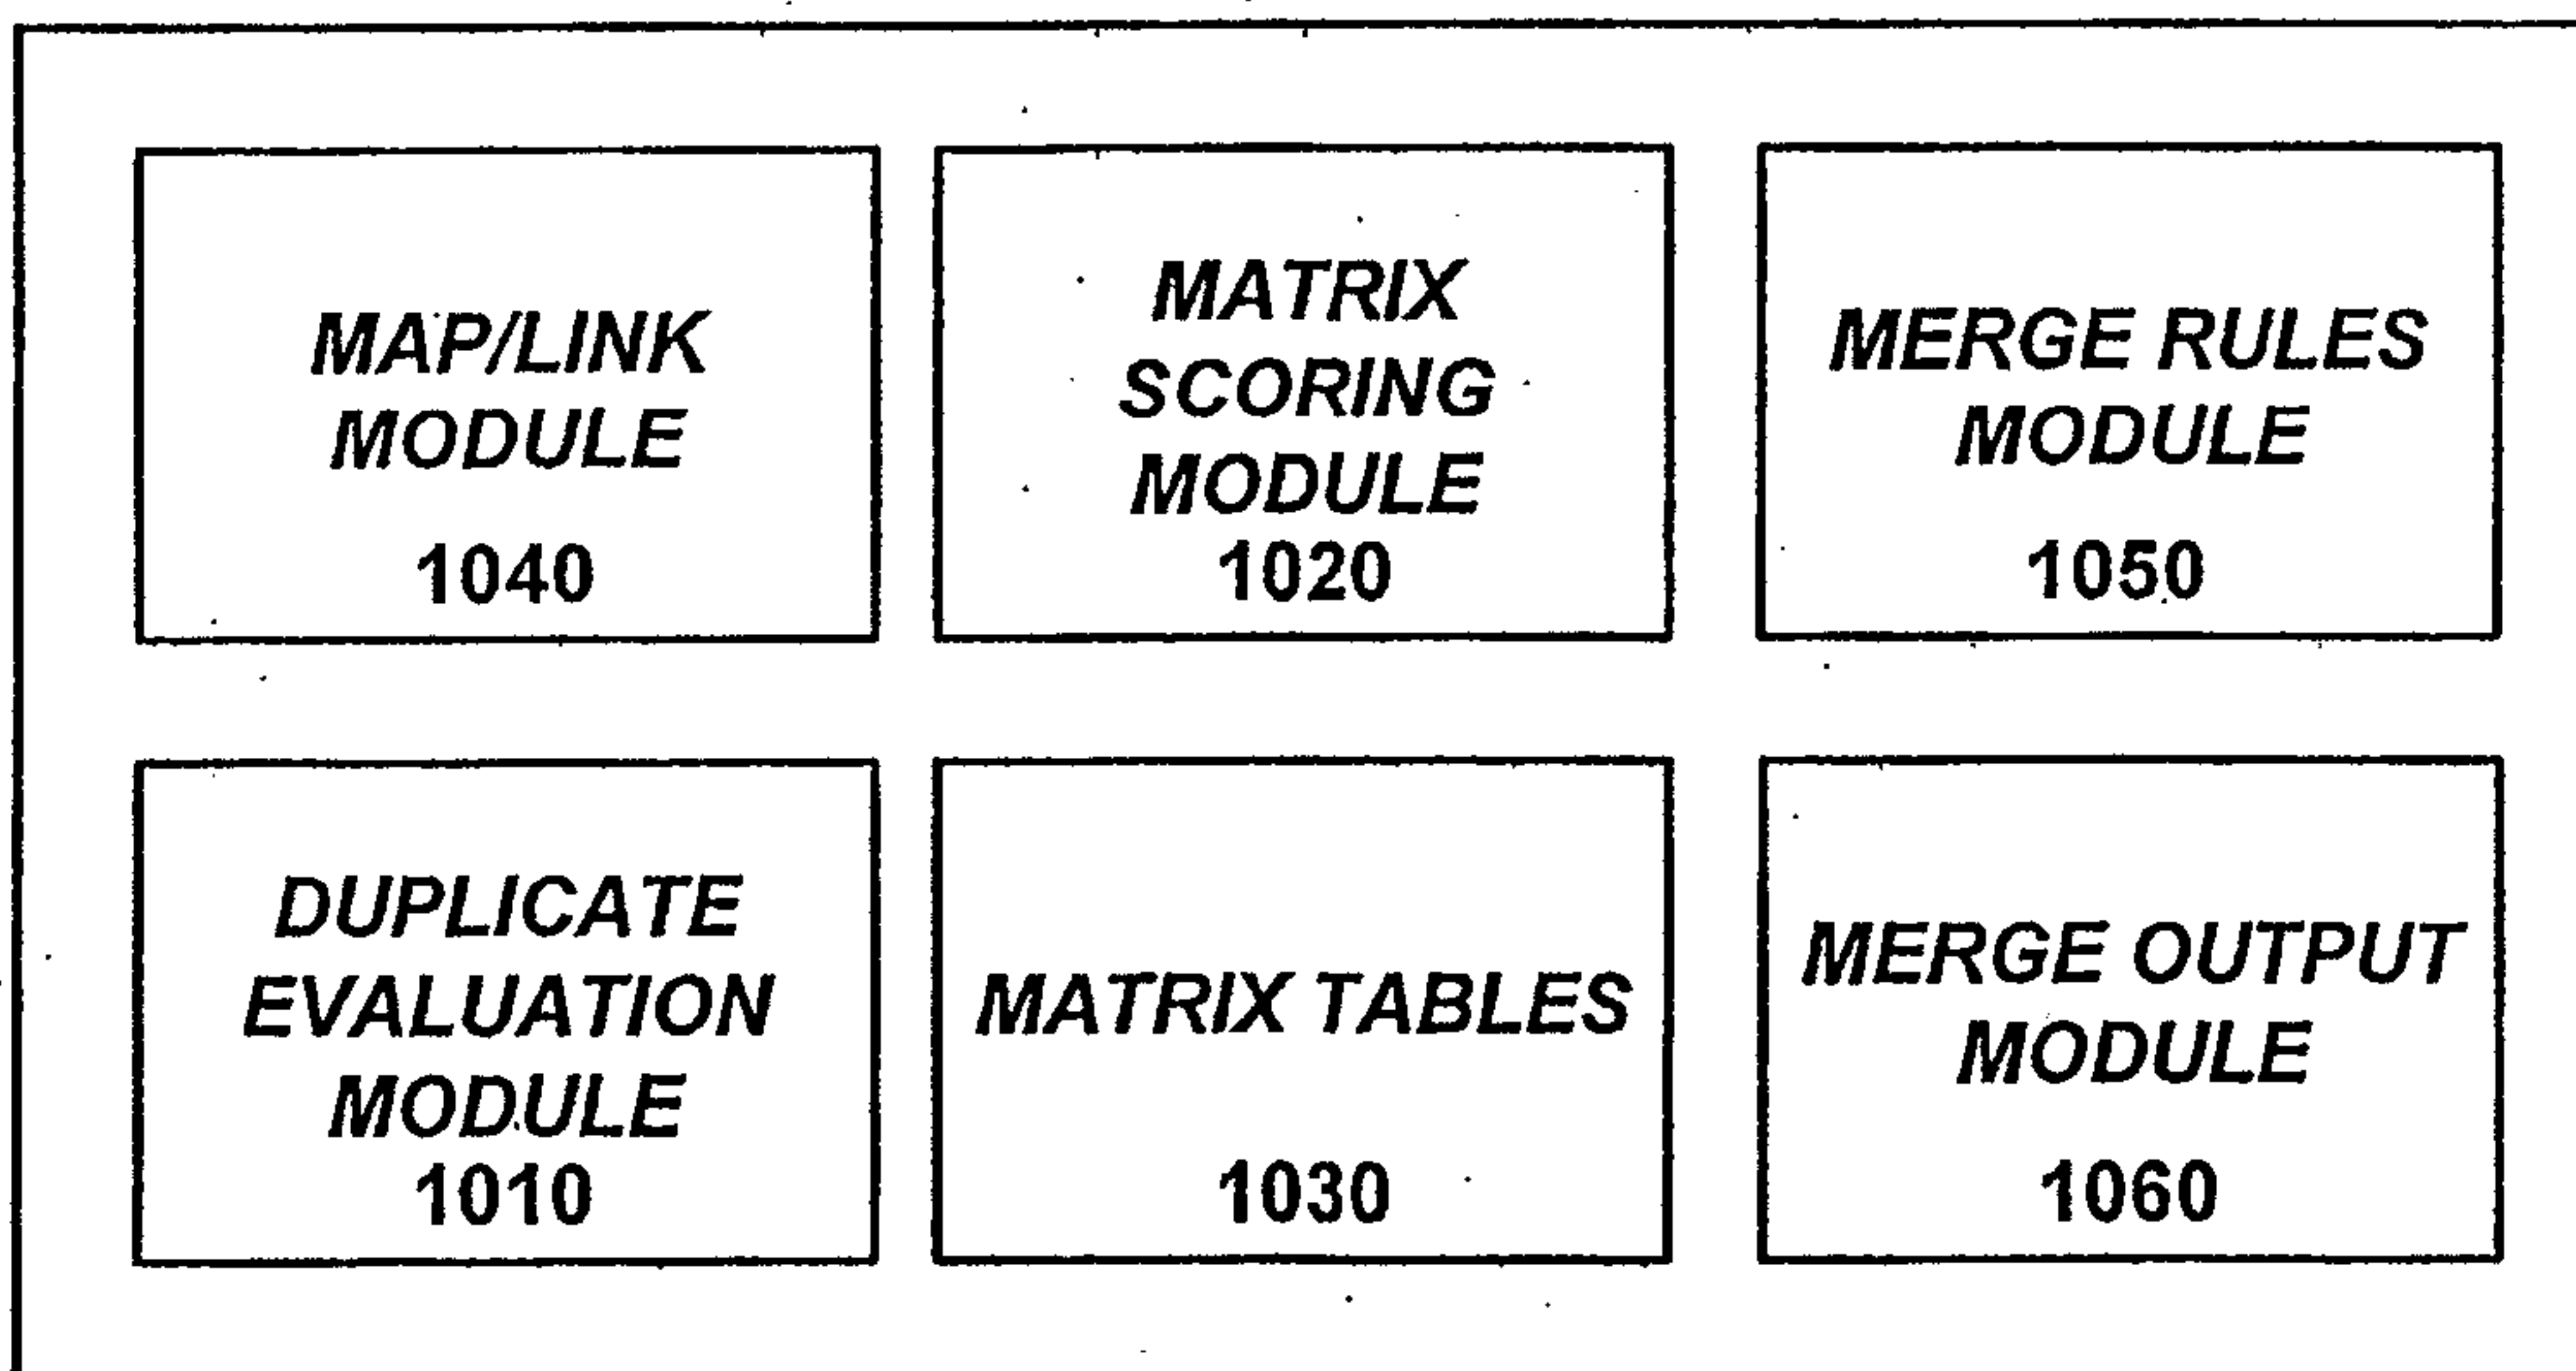 MAP/LINK
MODULE
1040
MATRIX
SCORING
MODULE
1020
MERGE RULES
MODULE
1050
DUPLICATE
EVALUATION
MODULE
1010
MATRIX TABLES
1030
MERGE OUTPUT
MODULE
1060